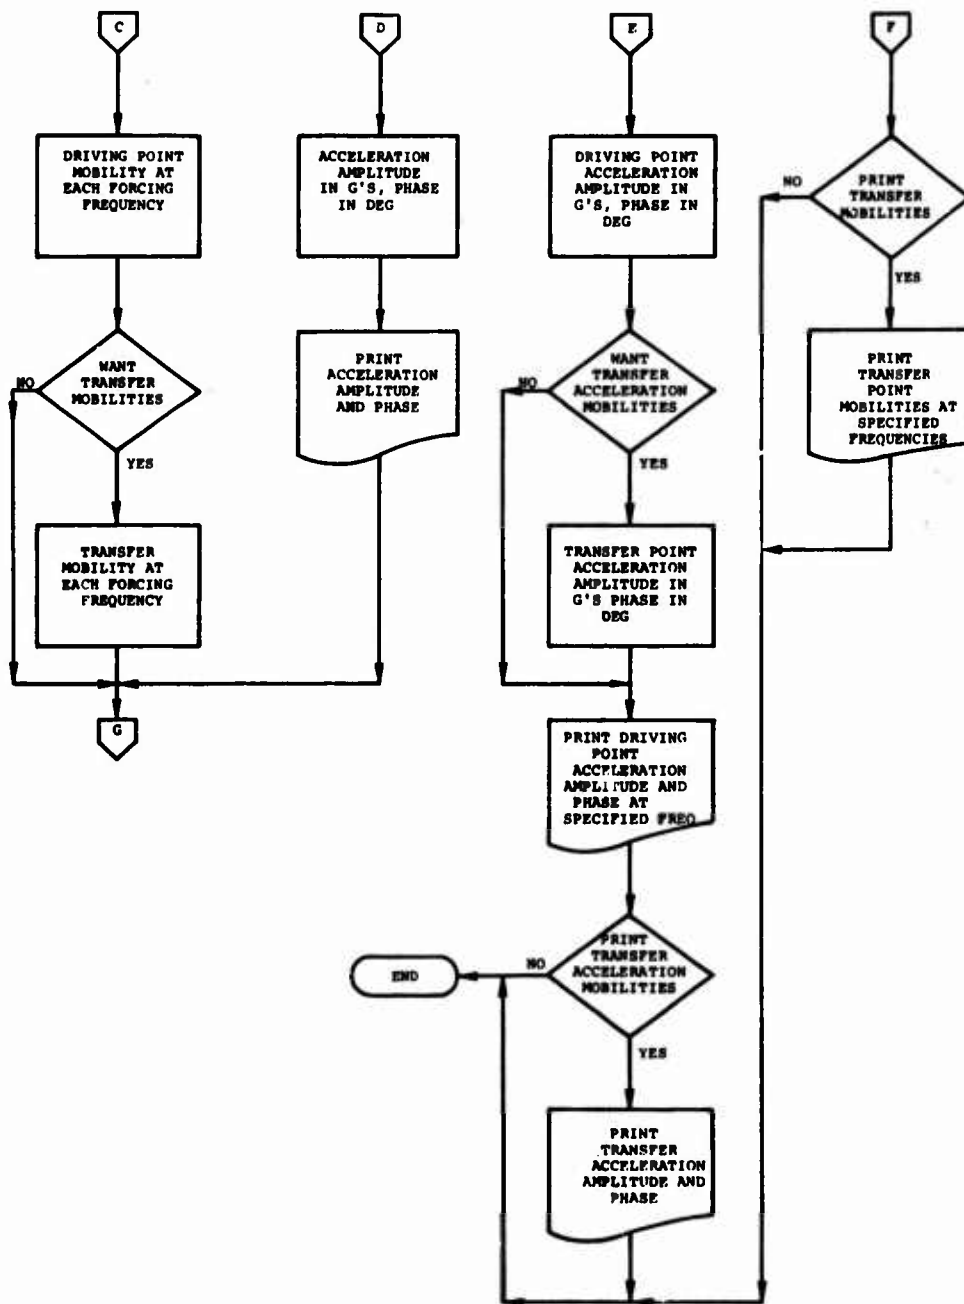 C
DRIVING POINT
MOBILITY AT
EACH FORCING
FREQUENCY
WANT
TRANSFER
MOBILITIES
NO
YES
TRANSFER
MOBILITY AT
EACH FORCING
FREQUENCY
G
D
ACCELERATION
AMPLITUDE
IN G'S, PHASE
IN DEG
PRINT
ACCELERATION
AMPLITUDE
AND PHASE
E
DRIVING POINT
ACCELERATION
AMPLITUDE IN
G'S, PHASE IN
DEG
WANT
TRANSFER
ACCELERATION
MOBILITIES
NO
YES
TRANSFER POINT
ACCELERATION
AMPLITUDE IN
G'S PHASE IN
DEG
PRINT DRIVING
POINT
ACCELERATION
AMPLITUDE AND
PHASE AT
SPECIFIED FREQ
PRINT
TRANSFER
ACCELERATION
MOBILITIES
NO
END
YES
PRINT
TRANSFER
ACCELERATION
AMPLITUDE AND
PHASE
F
PRINT
TRANSFER
MOBILITIES
NO
YES
PRINT
TRANSFER
POINT
MOBILITIES AT
SPECIFIED
FREQUENCIES